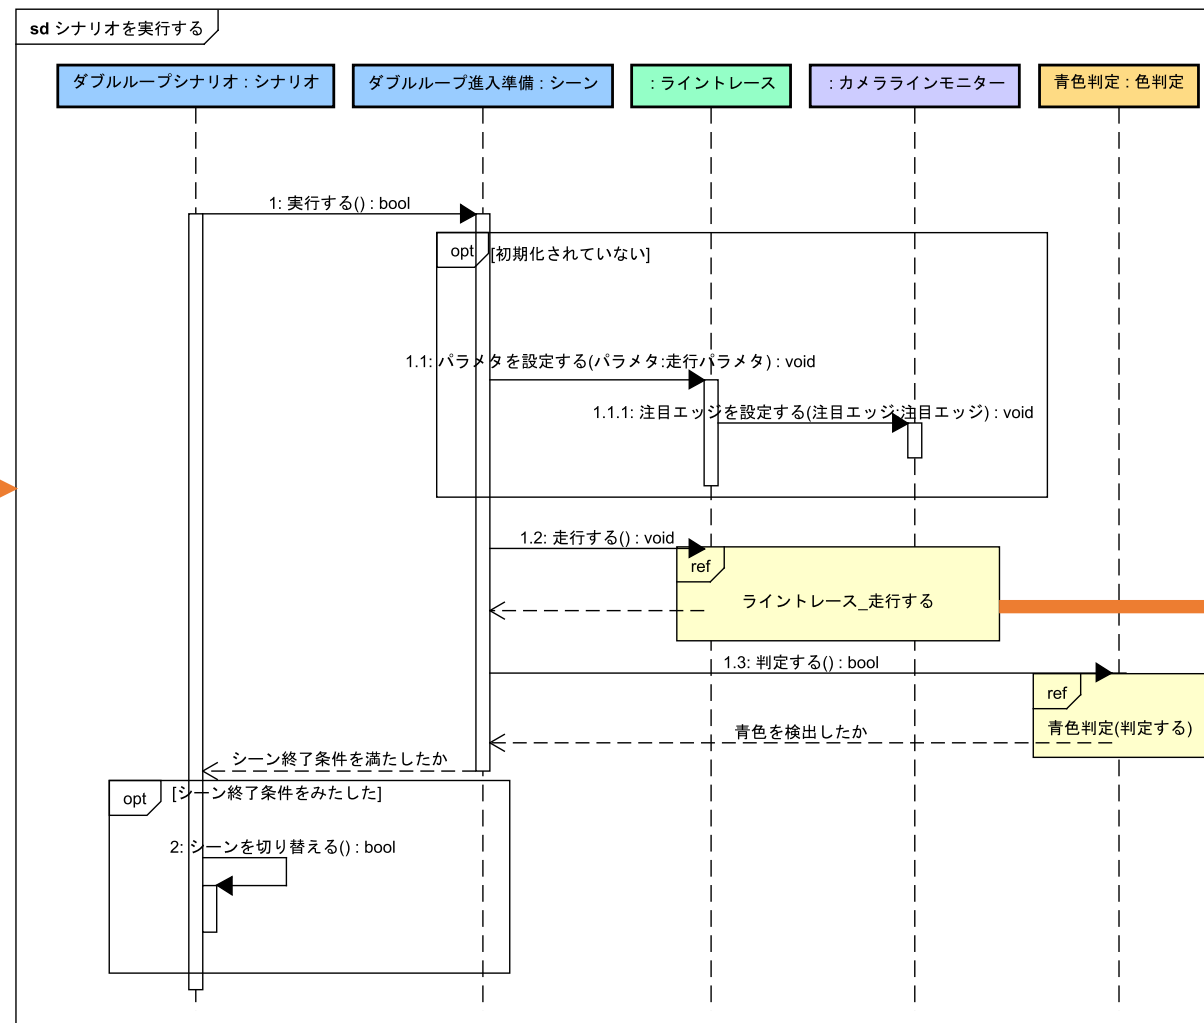 sd シナリオを実行する
ダブルループシナリオ : シナリオ
ダブルループ進入準備 : シーン
: ライントレース
: カメララインモニター
青色判定 : 色判定
1: 実行する() : bool
opt
[初期化されていない]
1.1: パラメタを設定する(パラメタ:走行パラメタ) : void
1.1.1: 注目エッジを設定する(注目エッジ:注目エッジ) : void
1.2: 走行する() : void
ref
ライントレース_走行する
1.3: 判定する() : bool
ref
青色判定(判定する)
青色を検出したか
シーン終了条件を満たしたか
opt
[シーン終了条件をみたした]
2: シーンを切り替える() : bool